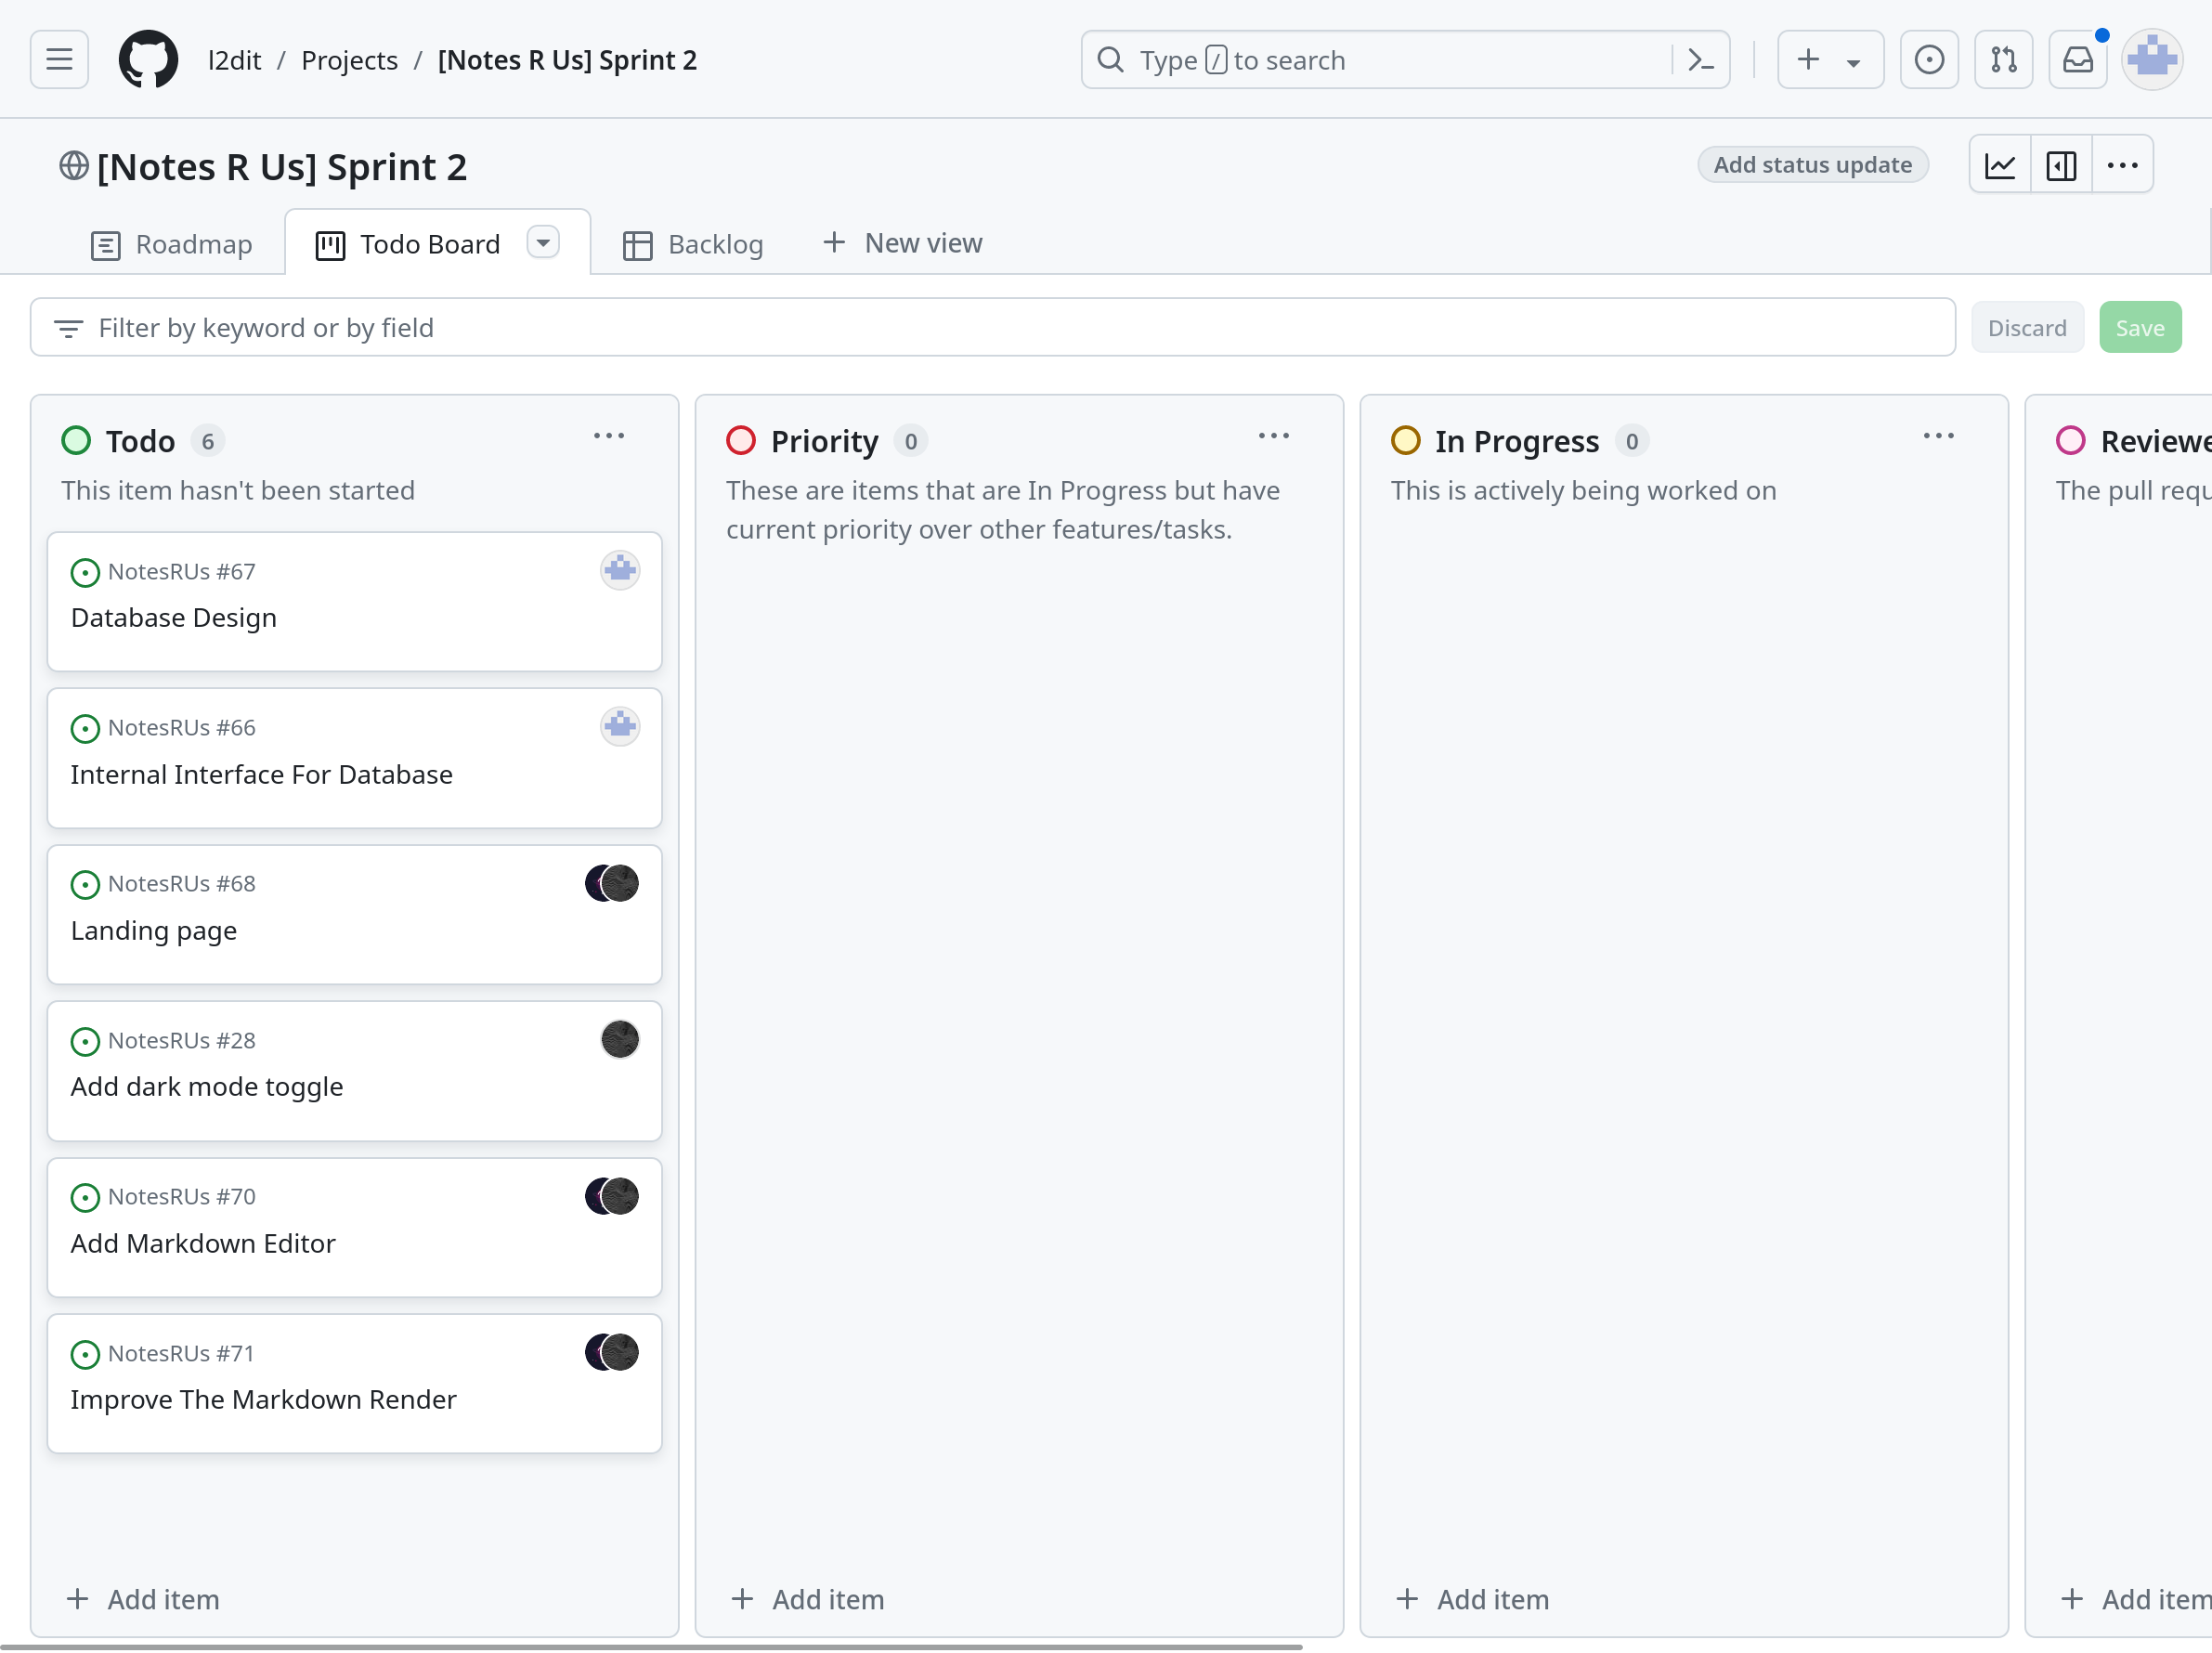 l2dit / Projects / [Notes R Us] Sprint 2
Type / to search
[Notes R Us] Sprint 2
Add status update
Roadmap
Todo Board
Backlog
New view
Filter by keyword or by field
Discard
Save
Todo 6
This item hasn't been started
NotesRUs #67
Database Design
NotesRUs #66
Internal Interface For Database
NotesRUs #68
Landing page
NotesRUs #28
Add dark mode toggle
NotesRUs #70
Add Markdown Editor
NotesRUs #71
Improve The Markdown Render
Add item
Priority 0
These are items that are In Progress but have
current priority over other features/tasks.
Add item
In Progress 0
This is actively being worked on
Add item
Reviewe
The pull requ
Add item